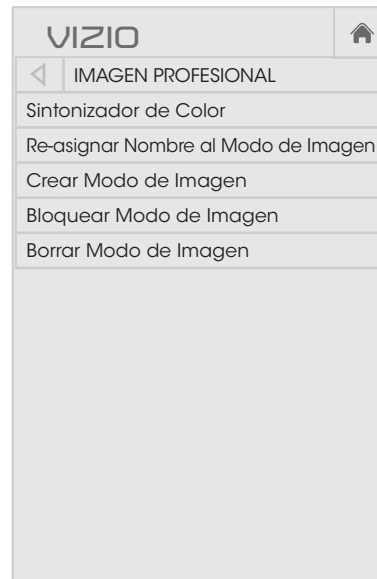 VIZIO
IMAGEN PROFESIONAL
Sintonizador de Color
Re-asignar Nombre al Modo de Imagen
Crear Modo de Imagen
Bloquear Modo de Imagen
Borrar Modo de Imagen